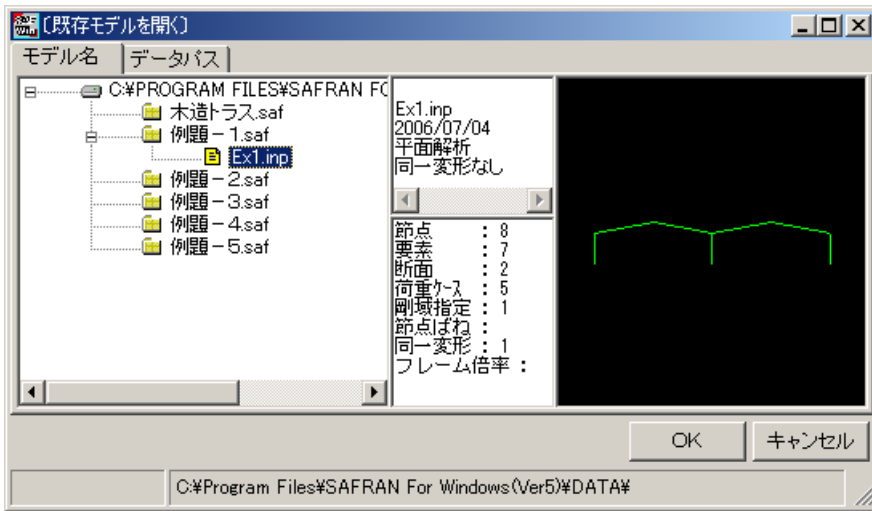 〔既存モデルを開く〕
モデル名 データパス
C:¥PROGRAM FILES¥SAFRAN FO
木造トラス.saf
例題－1.saf
Ex1.inp
例題－2.saf
例題－3.saf
例題－4.saf
例題－5.saf
Ex1.inp
2006/07/04
平面解析
同一変形なし
節点 : 8
要素 : 7
断面 : 2
荷重ｹｰｽ : 5
剛域指定 : 1
節点ばね :
同一変形 : 1
フレーム倍率 :
OK キャンセル
C:¥Program Files¥SAFRAN For Windows(Ver5)¥DATA¥